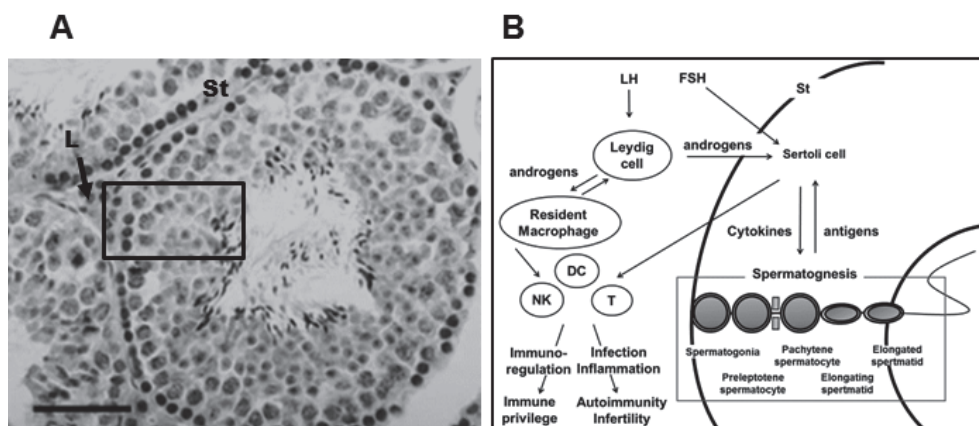 A
St
L
B
LH
FSH
St
Leydig
cell
androgens
Sertoli cell
androgens
Resident
Macrophage
Cytokines
antigens
DC
NK
T
Spermatognesis
Immuno-
regulation
Infection
Inflammation
Immune
privilege
Autoimmunity
Infertility
Spermatogonia
Pachytene
spermatocyte
Elongated
spertmatid
Preleptotene
spermatocyte
Elongating
spertmatid